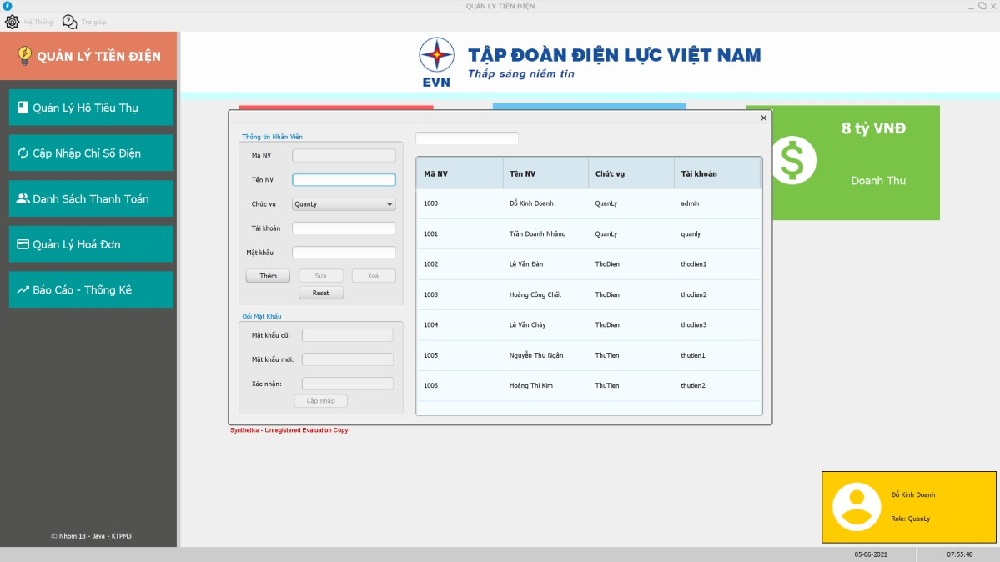 QUẢN LÝ TIỀN ĐIỆN
Hệ Thống
Trợ giúp
QUẢN LÝ TIỀN ĐIỆN
Quản Lý Hộ Tiêu Thụ
Cập Nhập Chỉ Số Điện
Danh Sách Thanh Toán
Quản Lý Hoá Đơn
Báo Cáo - Thống Kê
© Nhom 18 - Java - KTPM3
EVN
TẬP ĐOÀN ĐIỆN LỰC VIỆT NAM
Thắp sáng niềm tin
8 tỷ VNĐ
Doanh Thu
Thông tin Nhân Viên
Mã NV
Tên NV
Chức vụ QuanLy
Tài khoản
Mật khẩu
Thêm Sửa Xoá
Reset
Đổi Mật Khẩu
Mật khẩu cũ:
Mật khẩu mới:
Xác nhận:
Cập nhập
Mã NV Tên NV Chức vụ Tài khoản
1000 Đỗ Kinh Doanh QuanLy admin
1001 Trần Doanh Nhâng QuanLy quanly
1002 Lê Văn Đàn ThoDien thodien1
1003 Hoàng Công Chất ThoDien thodien2
1004 Lê Văn Cháy ThoDien thodien3
1005 Nguyễn Thu Ngân ThuTien thutien1
1006 Hoàng Thị Kim ThuTien thutien2
Synthetica - Unregistered Evaluation Copy!
Đỗ Kinh Doanh
Role: QuanLy
05-06-2021 07:55:48